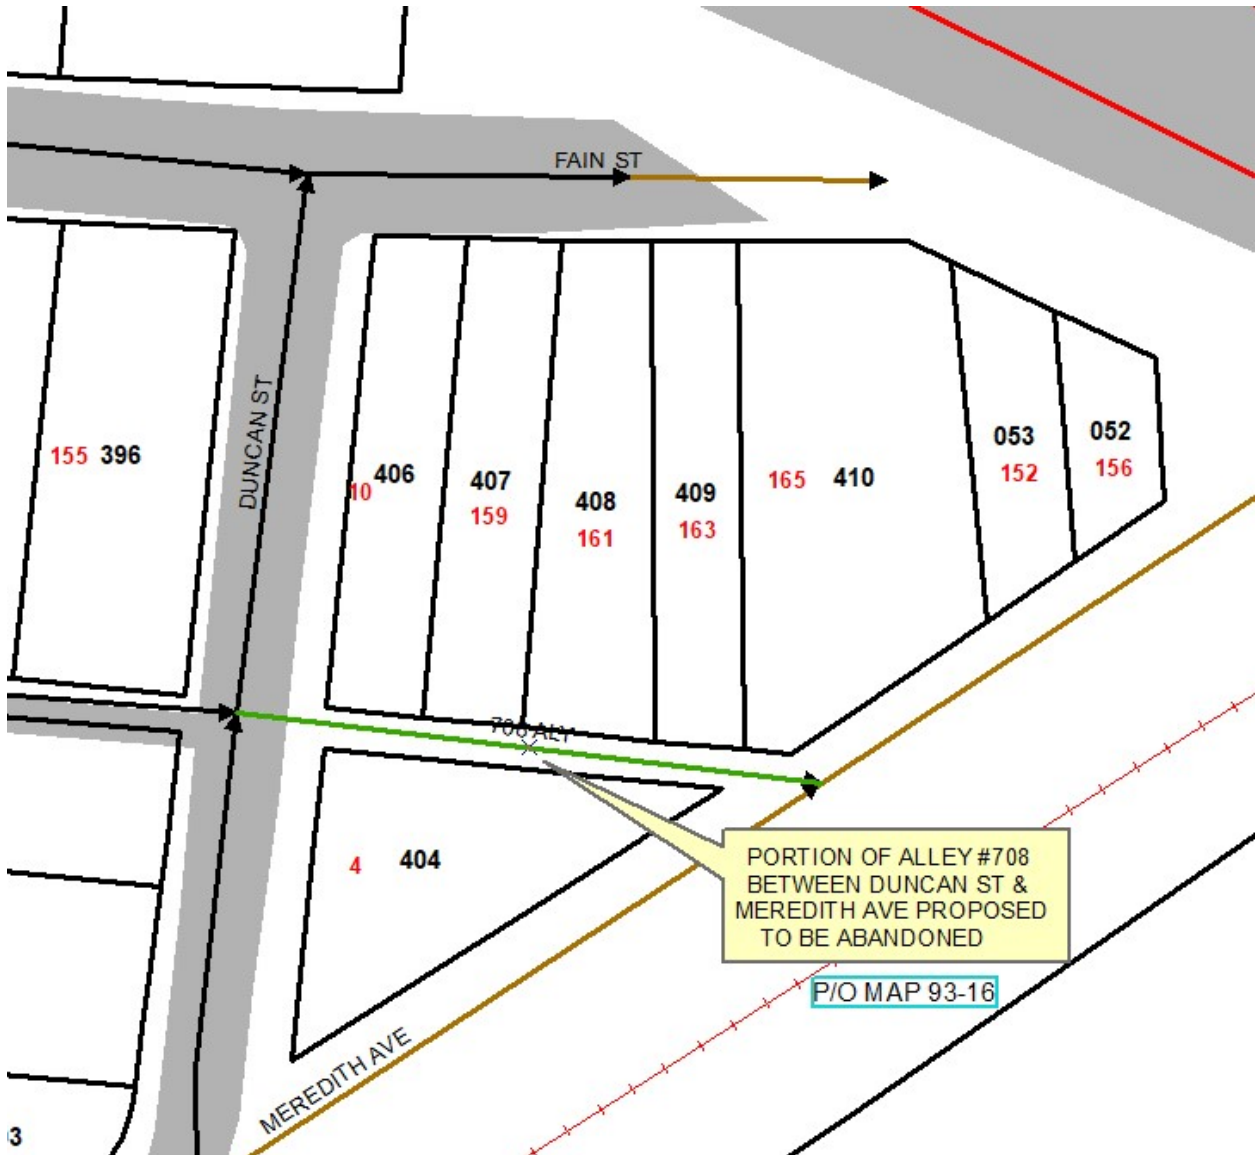 FAIN ST
DUNCAN ST
155 396
10 406
407
159
408
161
409
163
165 410
053
152
052
156
708 ALY
4 404
PORTION OF ALLEY #708
BETWEEN DUNCAN ST &
MEREDITH AVE PROPOSED
TO BE ABANDONED
P/O MAP 93-16
MEREDITH AVE